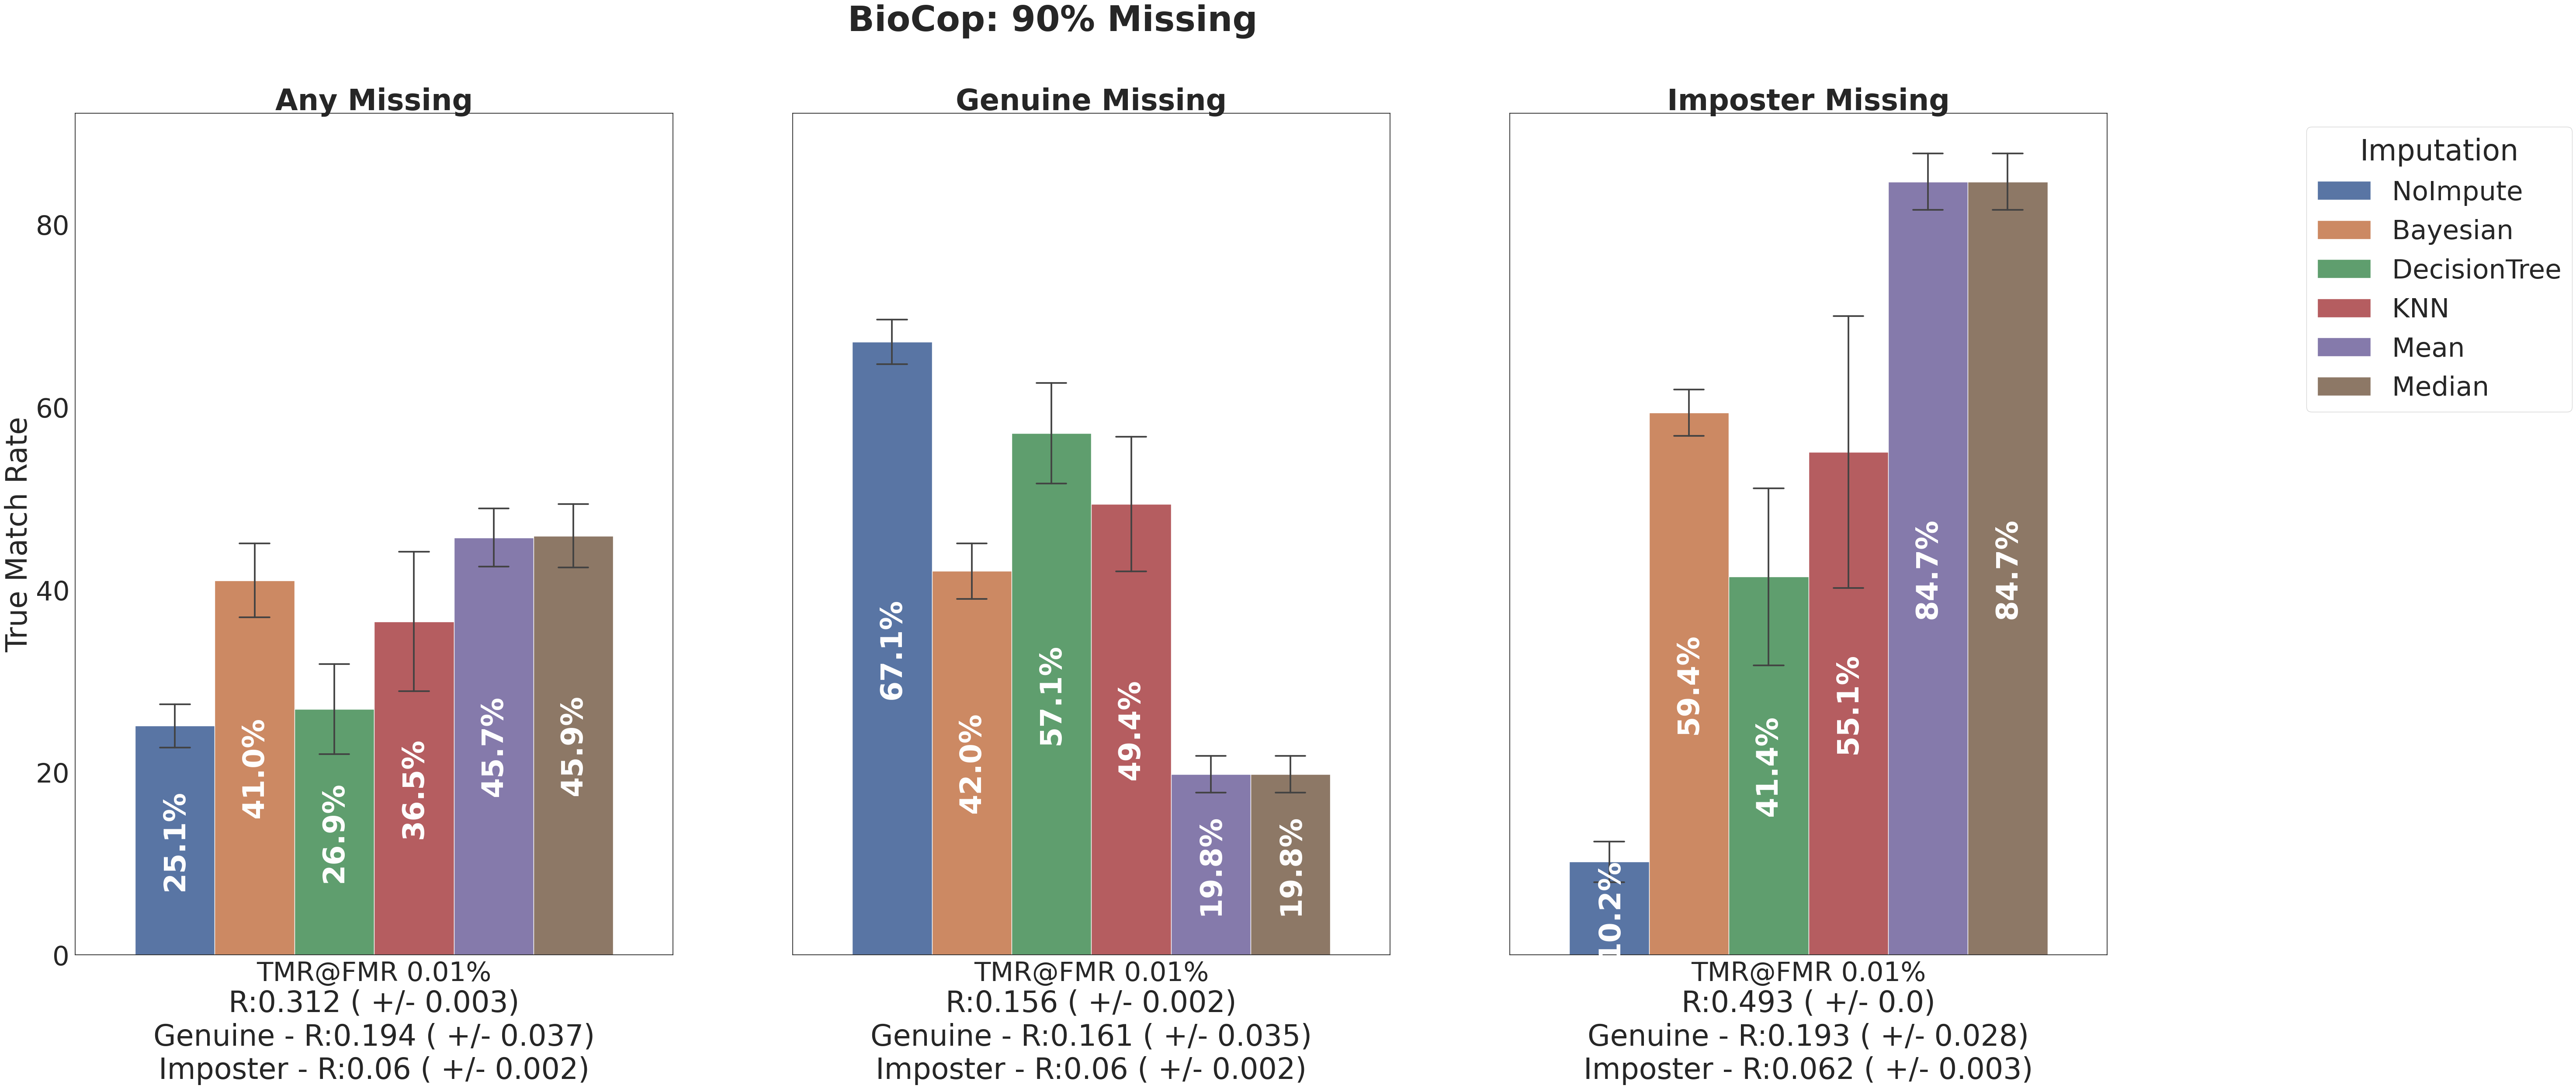 BioCop: 90% Missing
Any Missing
Genuine Missing
Imposter Missing
True Match Rate
80
60
40
20
0
25.1%
41.0%
26.9%
36.5%
45.7%
45.9%
67.1%
42.0%
57.1%
49.4%
19.8%
19.8%
10.2%
59.4%
41.4%
55.1%
84.7%
84.7%
TMR@FMR 0.01%
R:0.312 ( +/- 0.003)
Genuine - R:0.194 ( +/- 0.037)
Imposter - R:0.06 ( +/- 0.002)
TMR@FMR 0.01%
R:0.156 ( +/- 0.002)
Genuine - R:0.161 ( +/- 0.035)
Imposter - R:0.06 ( +/- 0.002)
TMR@FMR 0.01%
R:0.493 ( +/- 0.0)
Genuine - R:0.193 ( +/- 0.028)
Imposter - R:0.062 ( +/- 0.003)
Imputation
NoImpute
Bayesian
DecisionTree
KNN
Mean
Median